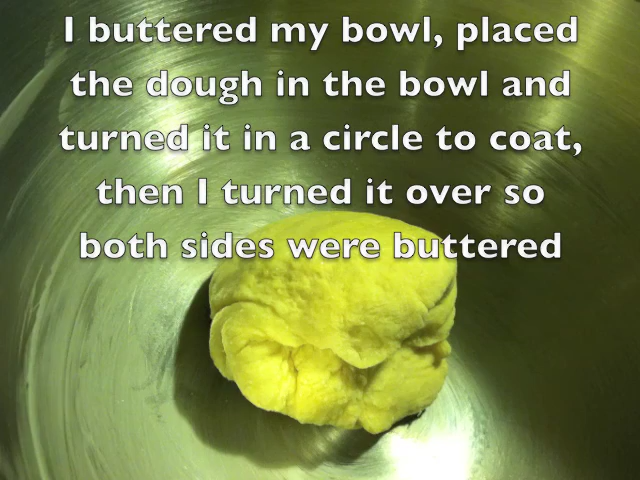 I buttered my bowl, placed
the dough in the bowl and
turned it in a circle to coat,
then I turned it over so
both sides were buttered